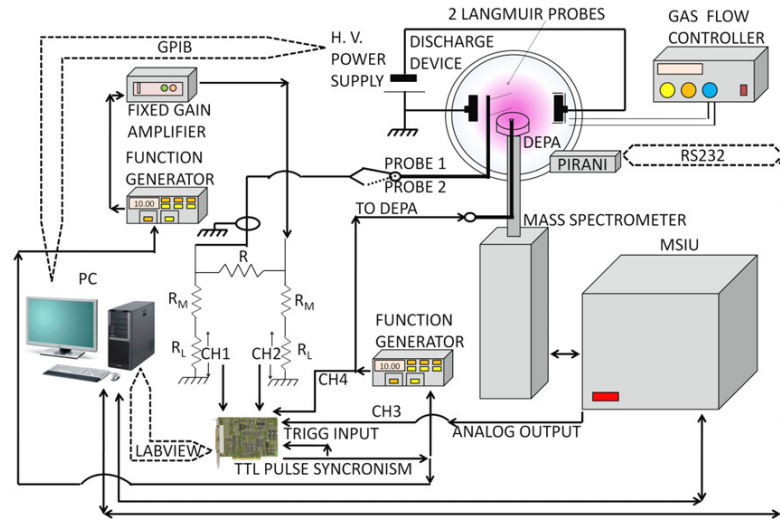 2 LANGMUIR PROBES
GAS FLOW
CONTROLLER
GPIB
H. V.
POWER
SUPPLY
DISCHARGE
DEVICE
FIXED GAIN
AMPLIFIER
FUNCTION
GENERATOR
10.00
DEPA
PIRANI
RS232
PROBE 1
PROBE 2
TO DEPA
MASS SPECTROMETER
MSIU
PC
R
RM
RM
RL
CH1
CH2
RL
FUNCTION
GENERATOR
10.00
CH4
CH3
ANALOG OUTPUT
TRIGG INPUT
LABVIEW
TTL PULSE SYNCRONISM